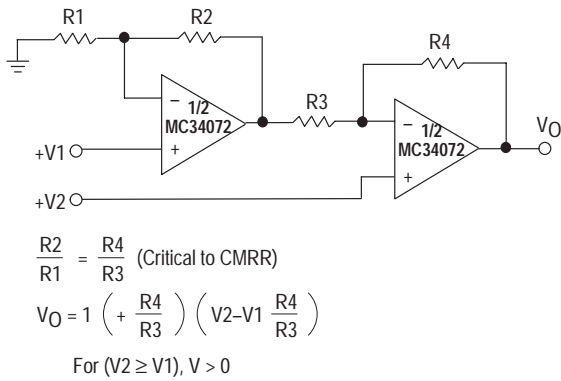 R1
R2
R3
R4
− 1/2
MC34072
+
− 1/2
MC34072
+
+V1
+V2
VO
R2/R1 = R4/R3 (Critical to CMRR)
VO = 1 ( + R4/R3 ) ( V2–V1 R4/R3 )
For (V2 ≥ V1), V > 0